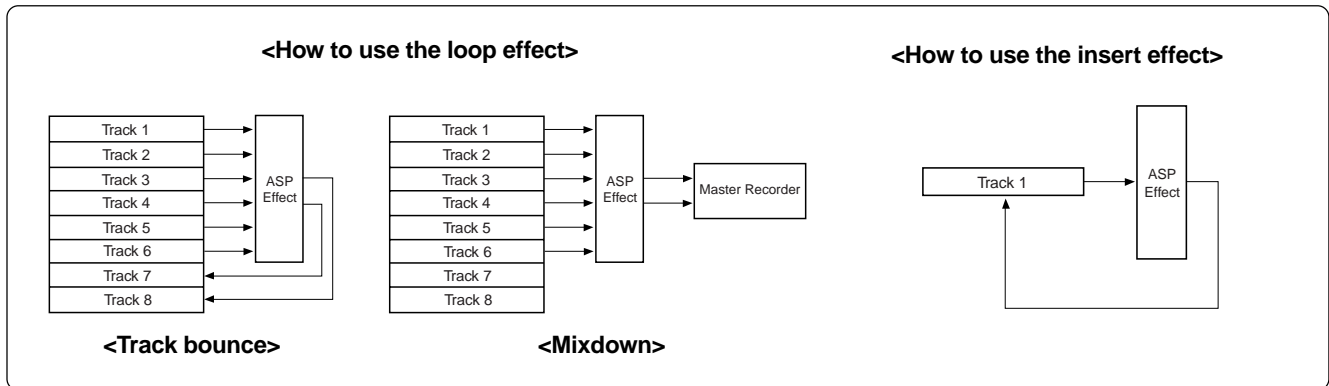 <How to use the loop effect>
Track 1
Track 2
Track 3
Track 4
Track 5
Track 6
Track 7
Track 8
ASP
Effect
<Track bounce>
Track 1
Track 2
Track 3
Track 4
Track 5
Track 6
Track 7
Track 8
ASP
Effect
Master Recorder
<Mixdown>
<How to use the insert effect>
Track 1
ASP
Effect